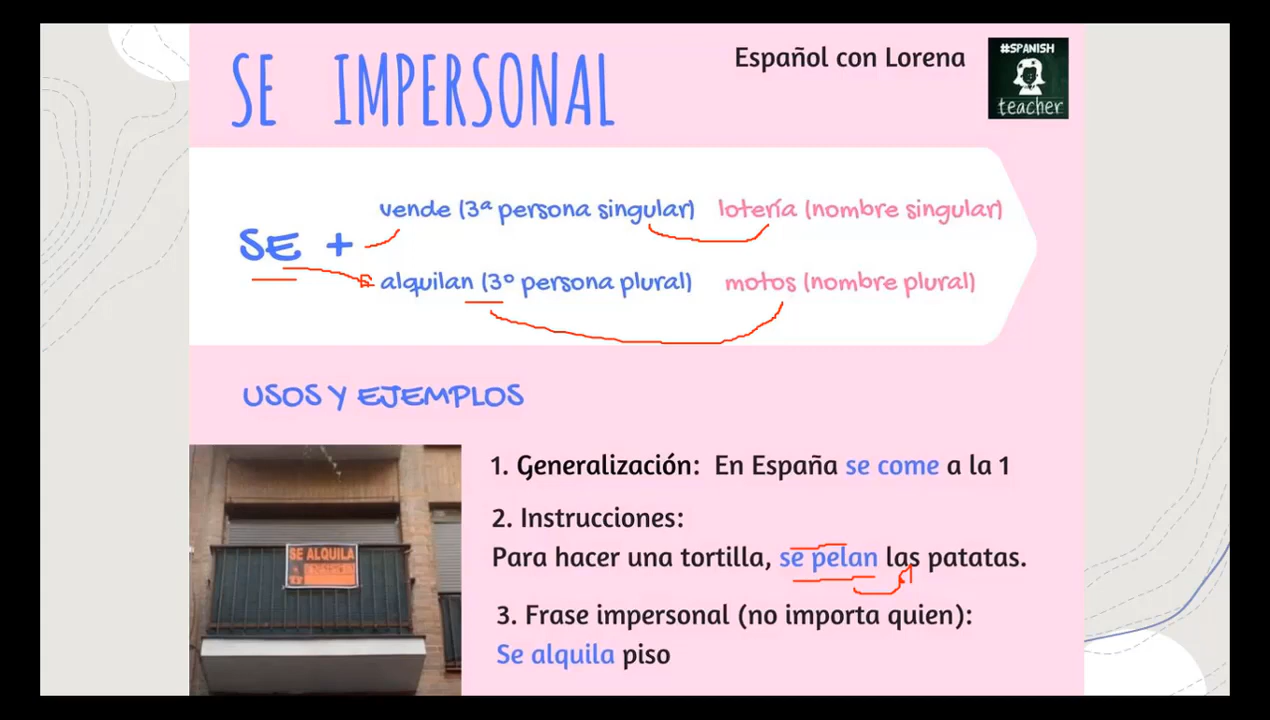 SE IMPERSONAL
Español con Lorena
#SPANISH
teacher
vende (3ª persona singular) lotería (nombre singular)
SE +
alquilan (3º persona plural) motos (nombre plural)
USOS Y EJEMPLOS
1. Generalización: En España se come a la 1
2. Instrucciones:
Para hacer una tortilla, se pelan las patatas.
3. Frase impersonal (no importa quien):
Se alquila piso
SE ALQUILA